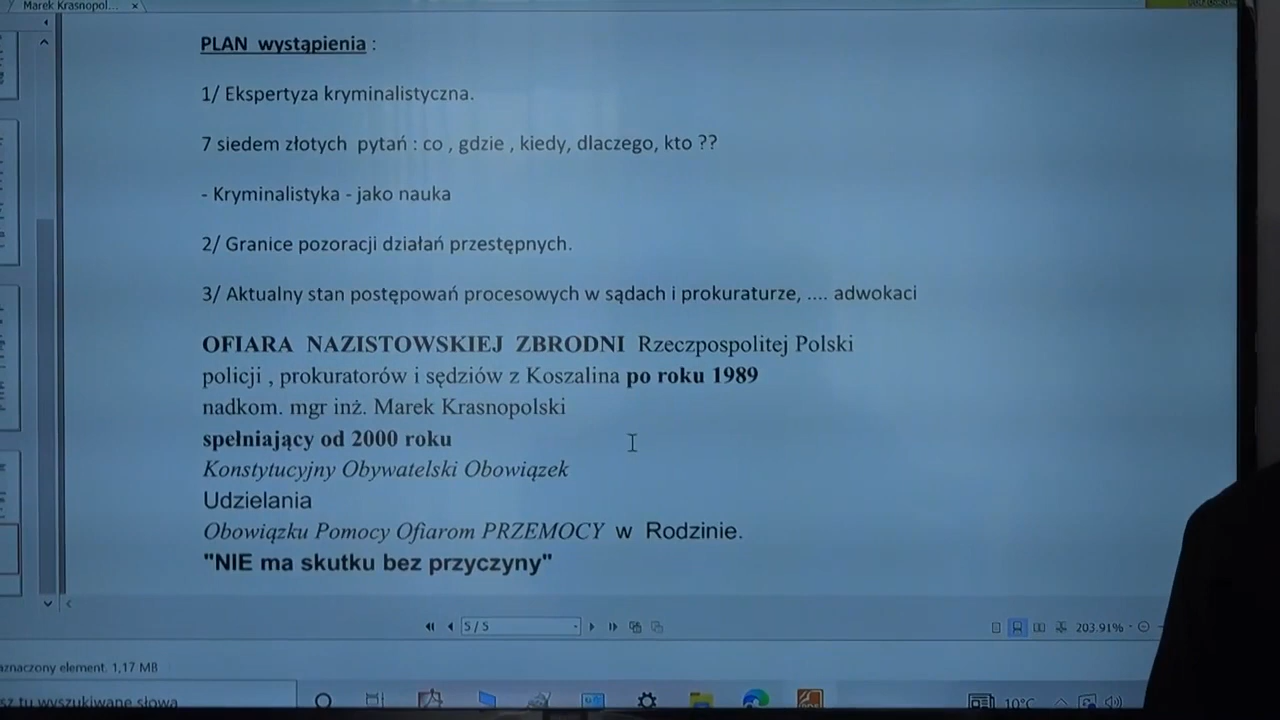 Marek Krasnopol... ×
PLAN wystąpienia :
1/ Ekspertyza kryminalistyczna.
7 siedem złotych pytań : co , gdzie , kiedy, dlaczego, kto ??
- Kryminalistyka - jako nauka
2/ Granice pozoracji działań przestępnych.
3/ Aktualny stan postępowań procesowych w sądach i prokuraturze, .... adwokaci
OFIARA NAZISTOWSKIEJ ZBRODNI Rzeczpospolitej Polski
policji , prokuratorów i sędziów z Koszalina po roku 1989
nadkom. mgr inż. Marek Krasnopolski
spełniający od 2000 roku
Konstytucyjny Obywatelski Obowiązek
Udzielania
Obowiązku Pomocy Ofiarom PRZEMOCY w Rodzinie.
"NIE ma skutku bez przyczyny"
5 / 5
203.91%
aznaczony element. 1,17 MB
sz tu wyszukiwane słowa
10°C